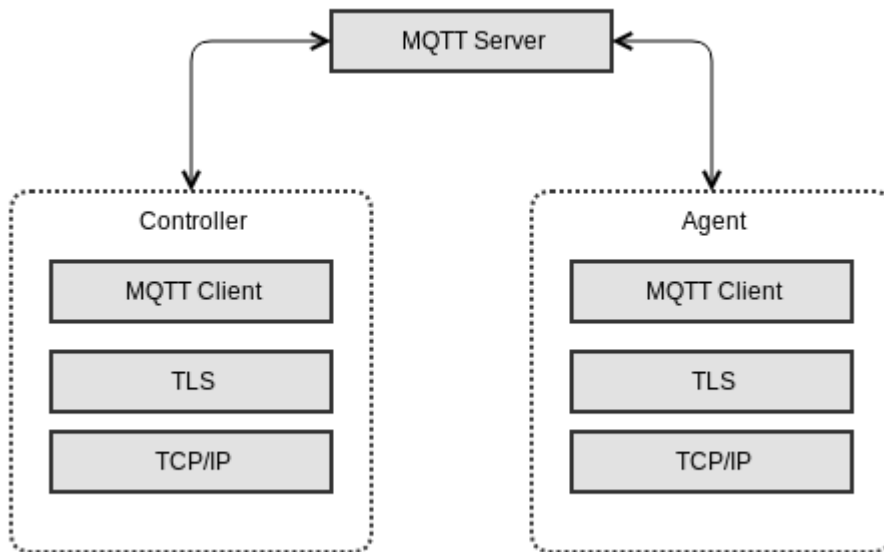 MQTT Server
Controller
MQTT Client
TLS
TCP/IP
Agent
MQTT Client
TLS
TCP/IP